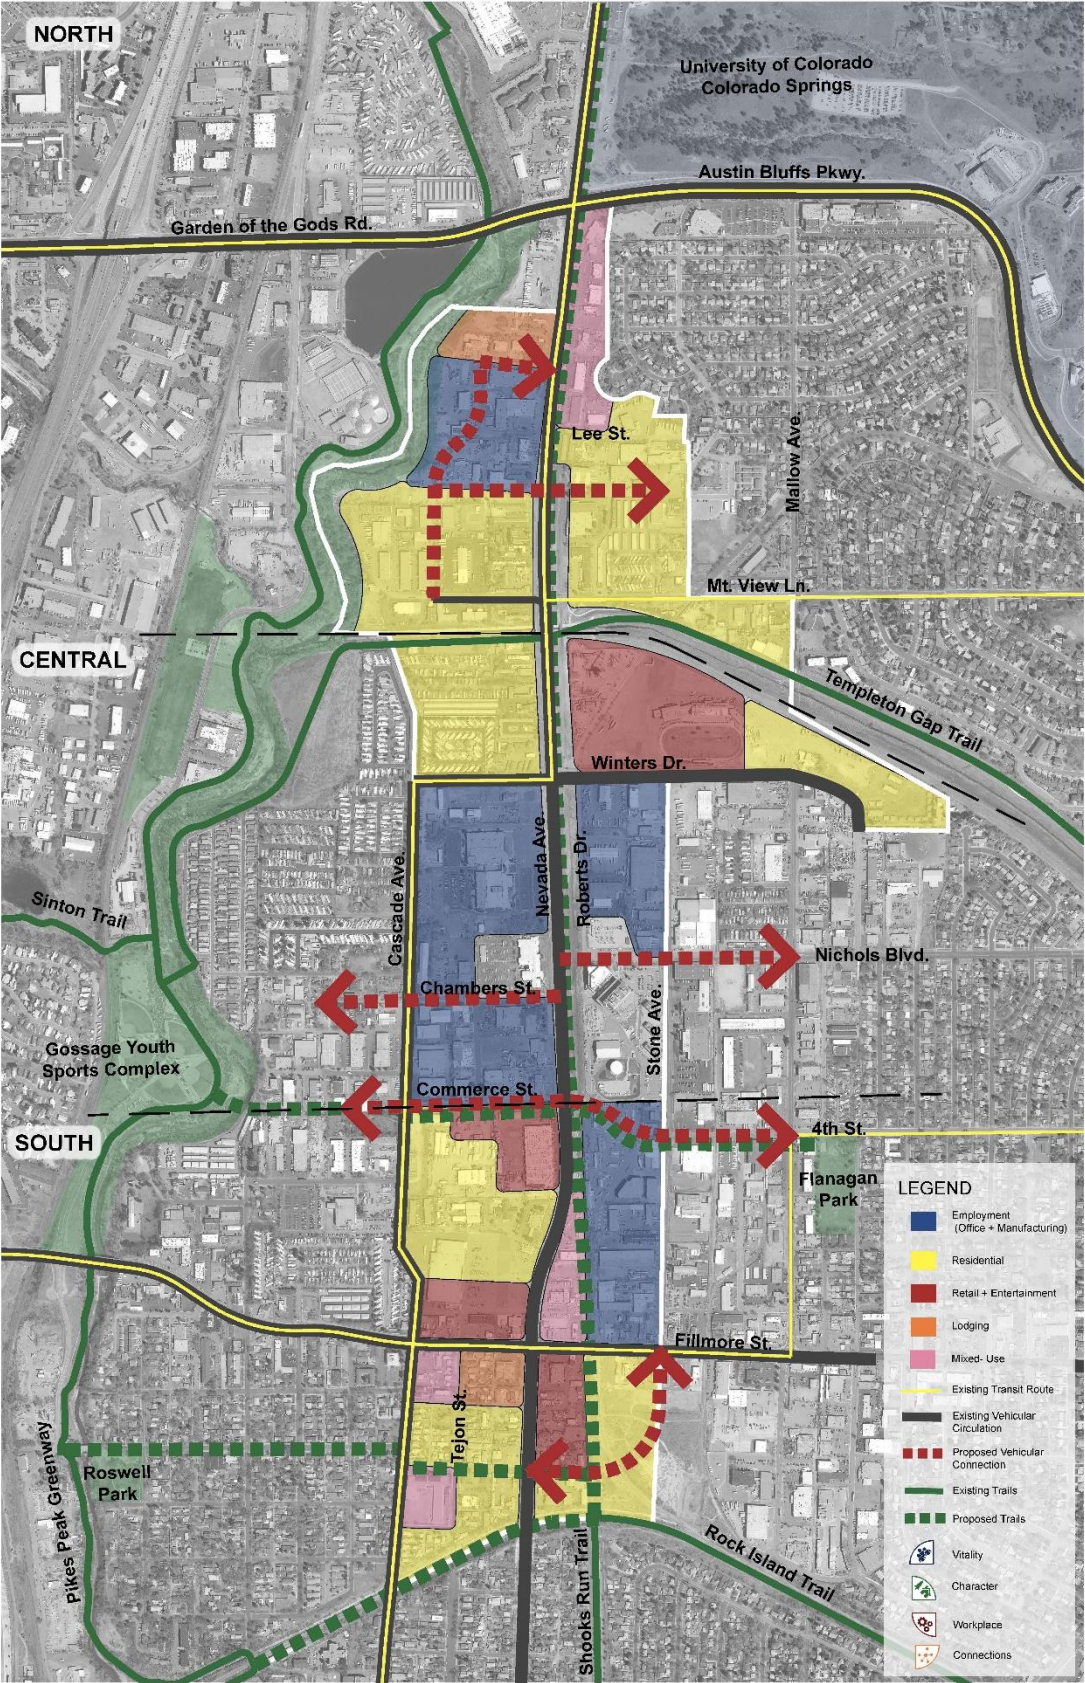 NORTH
University of Colorado
Colorado Springs
Austin Bluffs Pkwy.
Garden of the Gods Rd.
Lee St.
Mallow Ave.
Mt. View Ln.
CENTRAL
Templeton Gap Trail
Winters Dr.
Nevada Ave.
Roberts Dr.
Cascade Ave.
Sinton Trail
Nichols Blvd.
Chambers St.
Stone Ave.
Gossage Youth
Sports Complex
Commerce St.
SOUTH
4th St.
Flanagan
Park
Fillmore St.
Tejon St.
Roswell
Park
Pikes Peak Greenway
Shooks Run Trail
Rock Island Trail
LEGEND
Employment
(Office + Manufacturing)
Residential
Retail + Entertainment
Lodging
Mixed- Use
Existing Transit Route
Existing Vehicular
Circulation
Proposed Vehicular
Connection
Existing Trails
Proposed Trails
Vitality
Character
Workplace
Connections